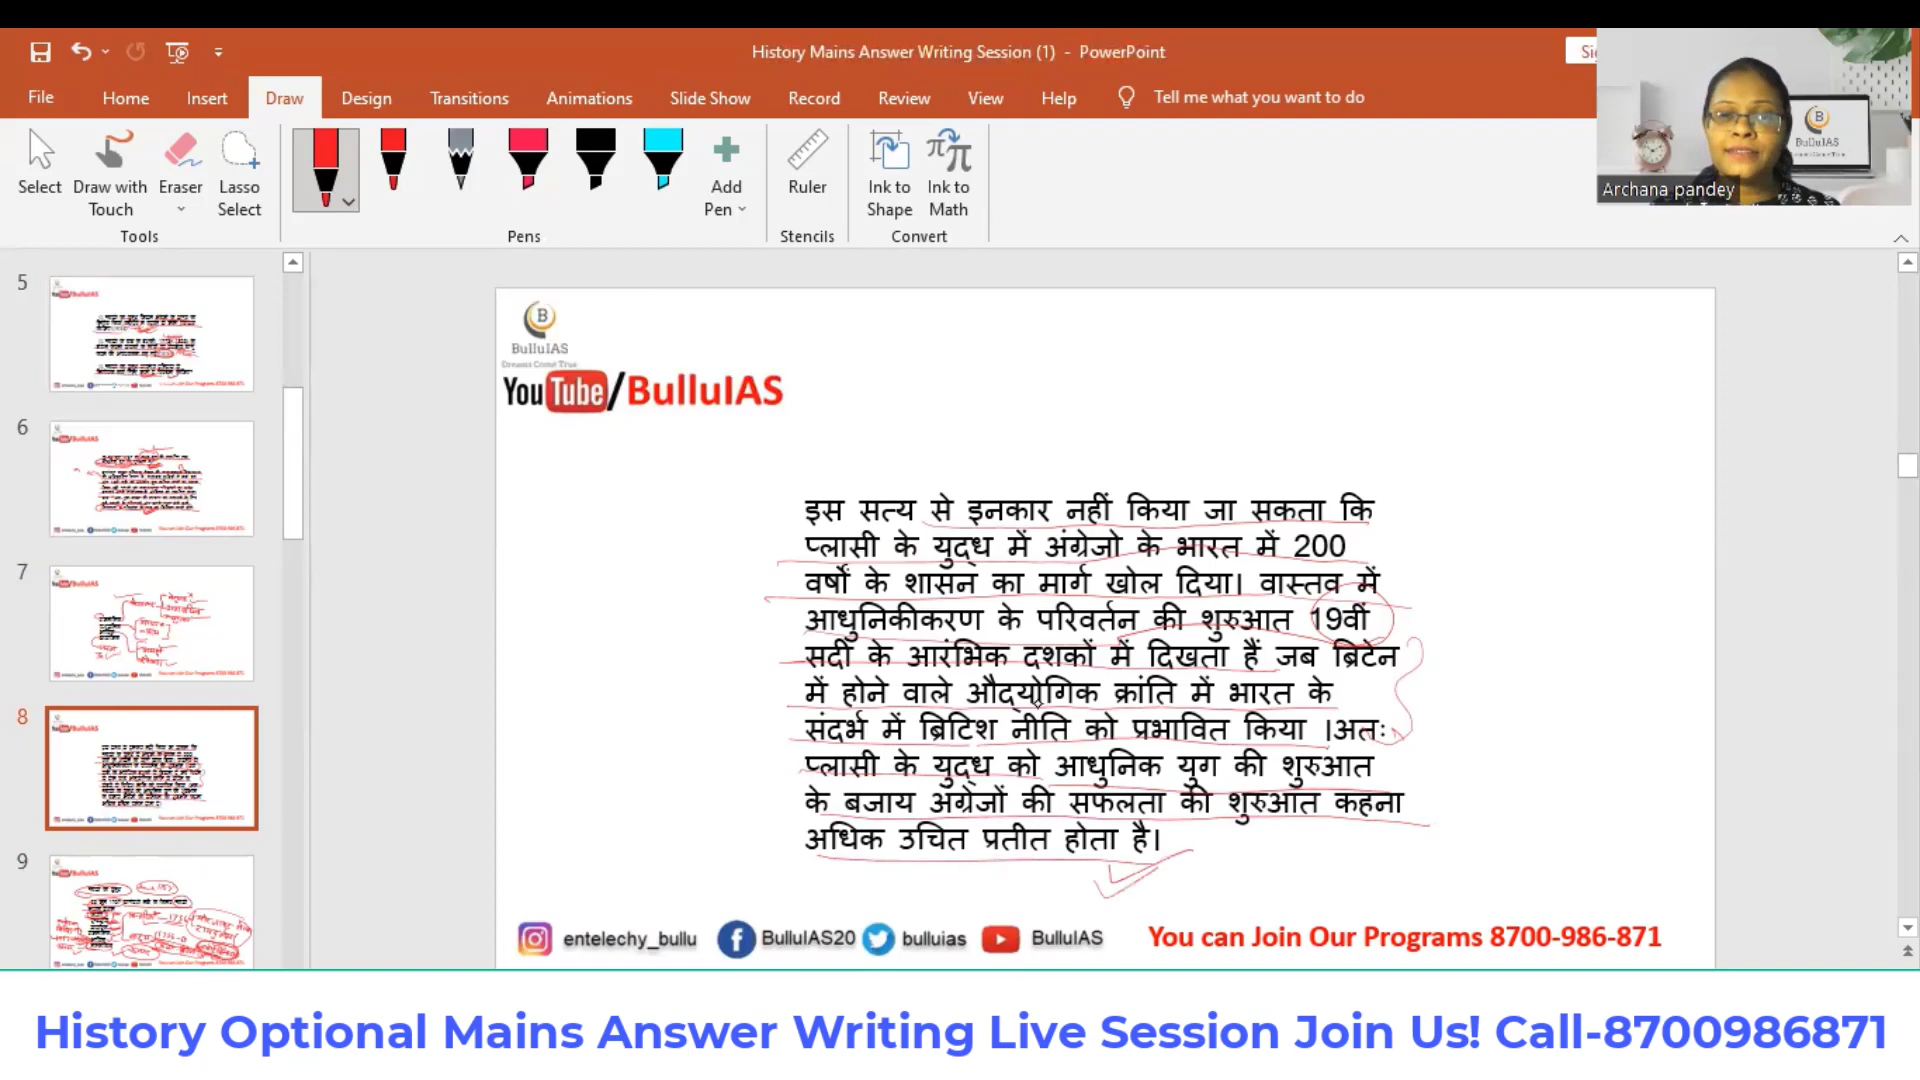 History Mains Answer Writing Session (1) - PowerPoint
File Home Insert Draw Design Transitions Animations Slide Show Record Review View Help Tell me what you want to do
Select Draw with Touch Eraser Lasso Select
Add Pen
Ruler
Ink to Shape Ink to Math
Tools Pens Stencils Convert
Archana pandey
B
BulluIAS
5
6
7
8
9
B
BulluIAS
Dreams Come True
YouTube/BulluIAS
इस सत्य से इनकार नहीं किया जा सकता कि
प्लासी के युद्ध में अंग्रेजो के भारत में 200
वर्षों के शासन का मार्ग खोल दिया। वास्तव में
आधुनिकीकरण के परिवर्तन की शुरुआत 19वीं
सदी के आरंभिक दशकों में दिखता हैं जब ब्रिटेन
में होने वाले औद्योगिक क्रांति में भारत के
संदर्भ में ब्रिटिश नीति को प्रभावित किया ।अतः
प्लासी के युद्ध को आधुनिक युग की शुरुआत
के बजाय अंग्रेजों की सफलता की शुरुआत कहना
अधिक उचित प्रतीत होता है।
entelechy_bullu BulluIAS20 bulluias BulluIAS You can Join Our Programs 8700-986-871
History Optional Mains Answer Writing Live Session Join Us! Call-8700986871